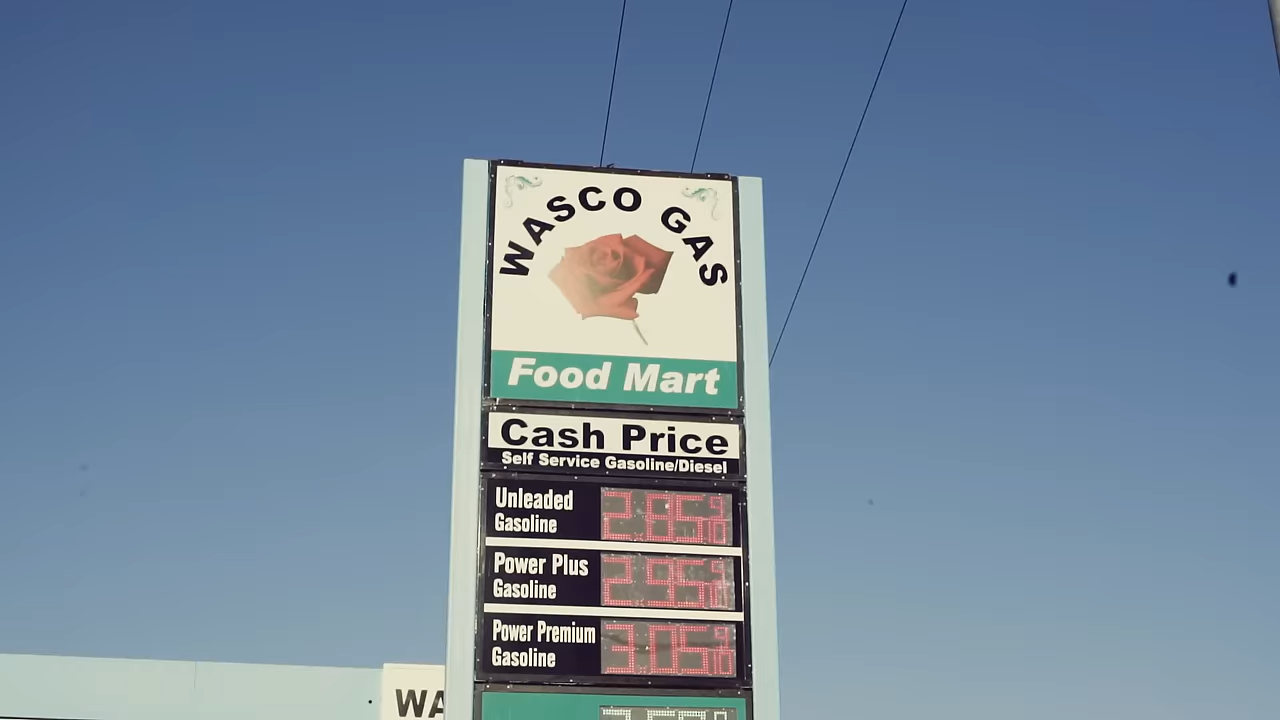 WASCO GAS
Food Mart
Cash Price
Self Service Gasoline/Diesel
Unleaded
Gasoline
2.85 9/10
Power Plus
Gasoline
2.95 9/10
Power Premium
Gasoline
3.05 9/10
WA